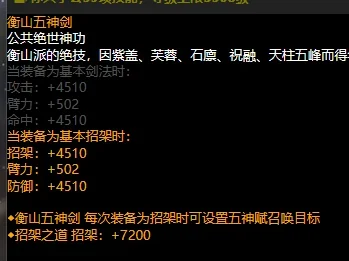 衡山五神剑
公共绝世神功
衡山派的绝技，因紫盖、芙蓉、石廪、祝融、天柱五峰而得
当装备为基本剑法时：
攻击：+4510
臂力：+502
命中：+4510
当装备为基本招架时：
招架：+4510
臂力：+502
防御：+4510
◆衡山五神剑 每次装备为招架时可设置五神赋召唤目标
◆招架之道 招架：+7200